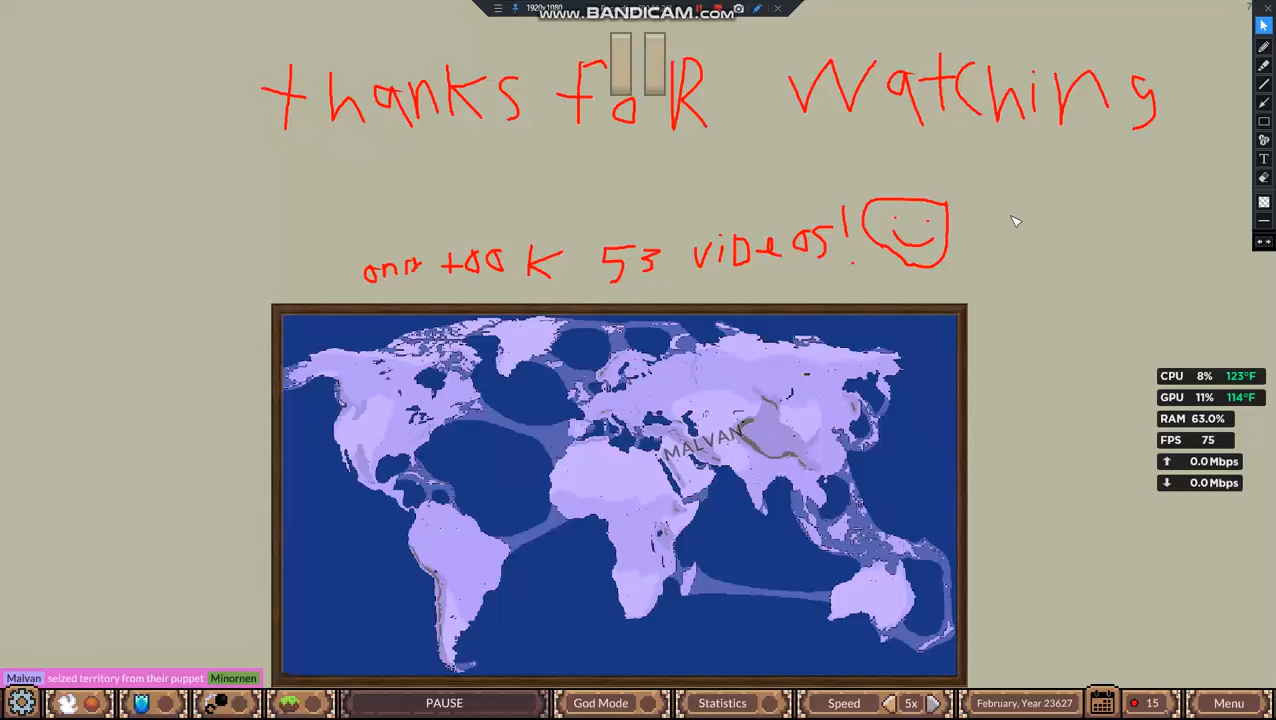 1920x1080
www.BANDICAM.com
thanks foR Watching
K 53 viDeos!
CPU 8% 123°F
GPU 11% 114°F
RAM 63.0%
FPS 75
↑ 0.0 Mbps
↓ 0.0 Mbps
MALVAN
Malvan seized territory from their puppet Minornen
PAUSE God Mode Statistics Speed 5x February, Year 23627 15 Menu